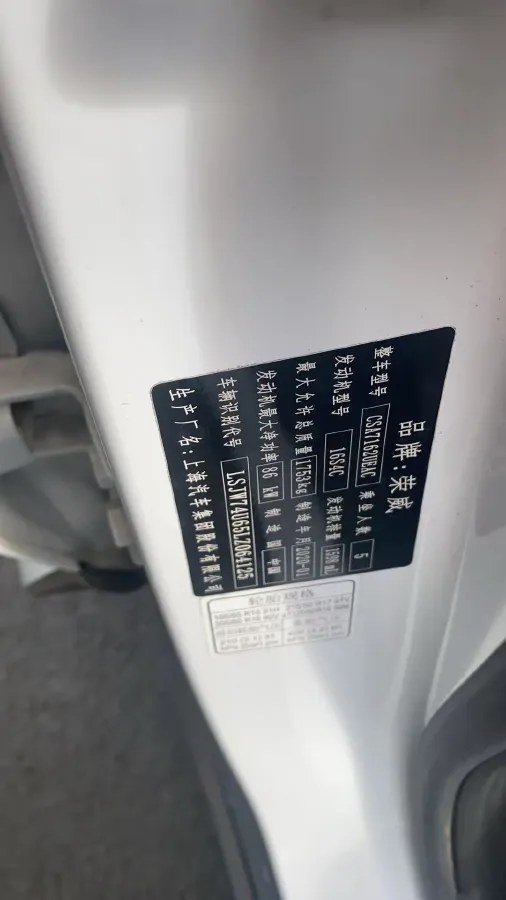 品牌:荣威
整车型号 CSA7162UEAC 乘坐人数 5
发动机型号 16S4C 发动机排量 1598 mL
最大允许总质量 1753kg 制造年月 2020-01
发动机最大净功率 86 kW 制造国 中国
车辆识别代号 LSJW74U65LZ064125
生产厂名:上海汽车集团股份有限公司